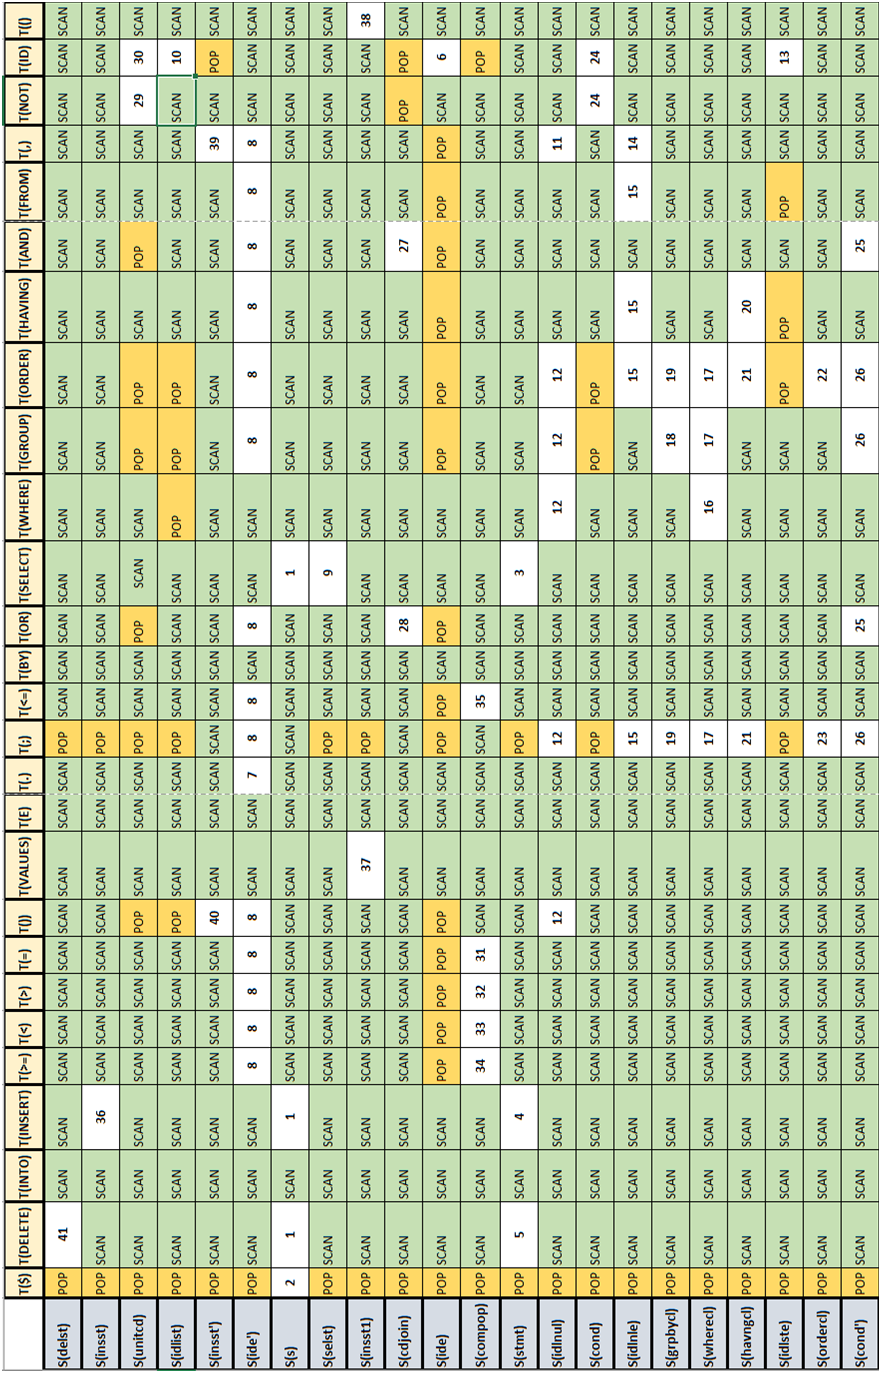 T($) T(DELETE) T(INTO) T(INSERT) T(>=) T(<) T(>) T(=) T()) T(VALUES) T(E) T(.) T(;) T(<=) T(BY) T(OR) T(SELECT) T(WHERE) T(GROUP) T(ORDER) T(HAVING) T(AND) T(FROM) T(,) T(NOT) T(ID) T(()
S(delst) POP 41 SCAN SCAN SCAN SCAN SCAN SCAN SCAN SCAN SCAN SCAN POP SCAN SCAN SCAN SCAN SCAN SCAN SCAN SCAN SCAN SCAN SCAN SCAN SCAN SCAN
S(insst) POP SCAN SCAN 36 SCAN SCAN SCAN SCAN SCAN SCAN SCAN SCAN POP SCAN SCAN SCAN SCAN SCAN SCAN SCAN SCAN SCAN SCAN SCAN SCAN SCAN SCAN
S(unitcd) POP SCAN SCAN SCAN SCAN SCAN SCAN SCAN POP SCAN SCAN SCAN POP SCAN SCAN POP SCAN SCAN POP POP SCAN POP SCAN SCAN 29 30 SCAN
S(idlist) POP SCAN SCAN SCAN SCAN SCAN SCAN SCAN POP SCAN SCAN SCAN POP SCAN SCAN SCAN SCAN POP POP POP SCAN SCAN SCAN SCAN SCAN 10 SCAN
S(insst') POP SCAN SCAN SCAN SCAN SCAN SCAN SCAN 40 SCAN SCAN SCAN SCAN SCAN SCAN SCAN SCAN SCAN SCAN SCAN SCAN SCAN SCAN 39 SCAN POP SCAN
S(ide') POP SCAN SCAN SCAN 8 8 8 8 8 SCAN SCAN 7 8 8 SCAN 8 SCAN SCAN 8 8 8 8 8 8 SCAN SCAN SCAN
S(s) 2 1 SCAN 1 SCAN SCAN SCAN SCAN SCAN SCAN SCAN SCAN SCAN SCAN SCAN SCAN 1 SCAN SCAN SCAN SCAN SCAN SCAN SCAN SCAN SCAN SCAN
S(selst) POP SCAN SCAN SCAN SCAN SCAN SCAN SCAN SCAN SCAN SCAN SCAN POP SCAN SCAN SCAN 9 SCAN SCAN SCAN SCAN SCAN SCAN SCAN SCAN SCAN SCAN
S(insst1) POP SCAN SCAN SCAN SCAN SCAN SCAN SCAN SCAN 37 SCAN SCAN POP SCAN SCAN SCAN SCAN SCAN SCAN SCAN SCAN SCAN SCAN SCAN SCAN SCAN 38
S(cdjoin) POP SCAN SCAN SCAN SCAN SCAN SCAN SCAN SCAN SCAN SCAN SCAN SCAN SCAN SCAN 28 SCAN SCAN SCAN SCAN SCAN 27 SCAN SCAN POP POP SCAN
S(ide) POP SCAN SCAN SCAN POP POP POP POP POP SCAN SCAN SCAN POP POP SCAN POP SCAN SCAN POP POP POP POP POP POP SCAN 6 SCAN
S(compop) POP SCAN SCAN SCAN 34 33 32 31 SCAN SCAN SCAN SCAN SCAN 35 SCAN SCAN SCAN SCAN SCAN SCAN SCAN SCAN SCAN SCAN SCAN POP SCAN
S(stmt) POP 5 SCAN 4 SCAN SCAN SCAN SCAN SCAN SCAN SCAN SCAN POP SCAN SCAN SCAN 3 SCAN SCAN SCAN SCAN SCAN SCAN SCAN SCAN SCAN SCAN
S(idlnul) POP SCAN SCAN SCAN SCAN SCAN SCAN SCAN 12 SCAN SCAN SCAN 12 SCAN SCAN SCAN SCAN 12 12 12 SCAN SCAN SCAN 11 SCAN SCAN SCAN
S(cond) POP SCAN SCAN SCAN SCAN SCAN SCAN SCAN SCAN SCAN SCAN SCAN POP SCAN SCAN SCAN SCAN SCAN POP POP SCAN SCAN SCAN SCAN 24 24 SCAN
S(idlnle) POP SCAN SCAN SCAN SCAN SCAN SCAN SCAN SCAN SCAN SCAN SCAN 15 SCAN SCAN SCAN SCAN SCAN SCAN 15 15 SCAN 15 14 SCAN SCAN SCAN
S(grpbycl) POP SCAN SCAN SCAN SCAN SCAN SCAN SCAN SCAN SCAN SCAN SCAN 19 SCAN SCAN SCAN SCAN SCAN 18 19 SCAN SCAN SCAN SCAN SCAN SCAN SCAN
S(wherecl) POP SCAN SCAN SCAN SCAN SCAN SCAN SCAN SCAN SCAN SCAN SCAN 17 SCAN SCAN SCAN SCAN 16 17 17 SCAN SCAN SCAN SCAN SCAN SCAN SCAN
S(havngcl) POP SCAN SCAN SCAN SCAN SCAN SCAN SCAN SCAN SCAN SCAN SCAN 21 SCAN SCAN SCAN SCAN SCAN SCAN 21 20 SCAN SCAN SCAN SCAN SCAN SCAN
S(idlste) POP SCAN SCAN SCAN SCAN SCAN SCAN SCAN SCAN SCAN SCAN SCAN POP SCAN SCAN SCAN SCAN SCAN SCAN POP POP SCAN POP SCAN SCAN 13 SCAN
S(ordercl) POP SCAN SCAN SCAN SCAN SCAN SCAN SCAN SCAN SCAN SCAN SCAN 23 SCAN SCAN SCAN SCAN SCAN SCAN 22 SCAN SCAN SCAN SCAN SCAN SCAN SCAN
S(cond') POP SCAN SCAN SCAN SCAN SCAN SCAN SCAN SCAN SCAN SCAN SCAN 26 SCAN SCAN 25 SCAN SCAN 26 26 SCAN 25 SCAN SCAN SCAN SCAN SCAN